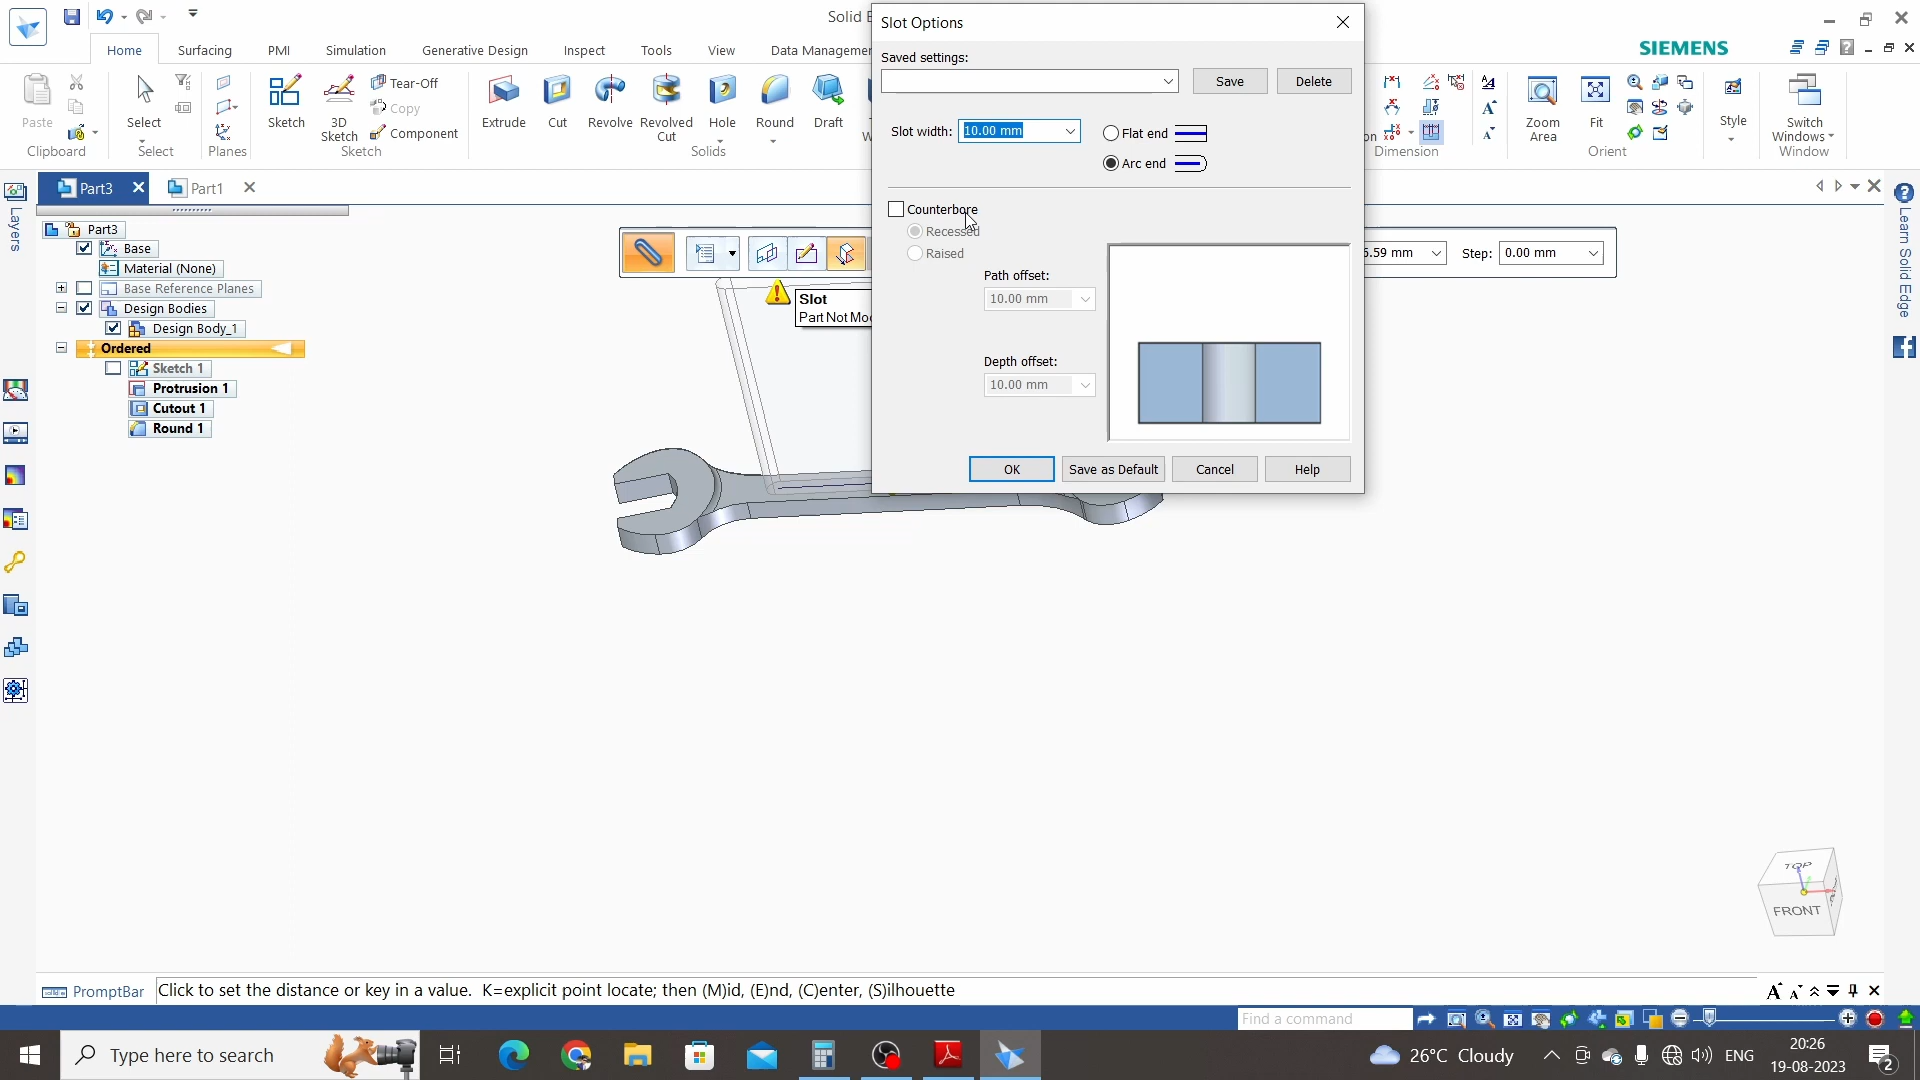 Solid E
Home Surfacing PMI Simulation Generative Design Inspect Tools View Data Managemen
SIEMENS
Paste
Clipboard
Select
Select
Planes
Sketch
3D Sketch
Tear-Off
Copy
Component
Sketch
Extrude
Cut
Revolve
Revolved Cut
Hole
Round
Draft
Solids
Dimension
Zoom Area
Fit
Orient
Style
Switch Windows
Window
Part3
Part1
Layers
Learn Solid Edge
Part3
Base
Material (None)
Base Reference Planes
Design Bodies
Design Body_1
Ordered
Sketch 1
Protrusion 1
Cutout 1
Round 1
Slot
Part Not Mo
Slot Options
Saved settings:
Save
Delete
Slot width: 10.00 mm
Flat end
Arc end
Counterbore
Recessed
Raised
Path offset:
10.00 mm
Depth offset:
10.00 mm
OK
Save as Default
Cancel
Help
.59 mm
Step: 0.00 mm
TOP
FRONT
PromptBar
Click to set the distance or key in a value. K=explicit point locate; then (M)id, (E)nd, (C)enter, (S)ilhouette
Find a command
Type here to search
26°C Cloudy
ENG
20:26
19-08-2023
2